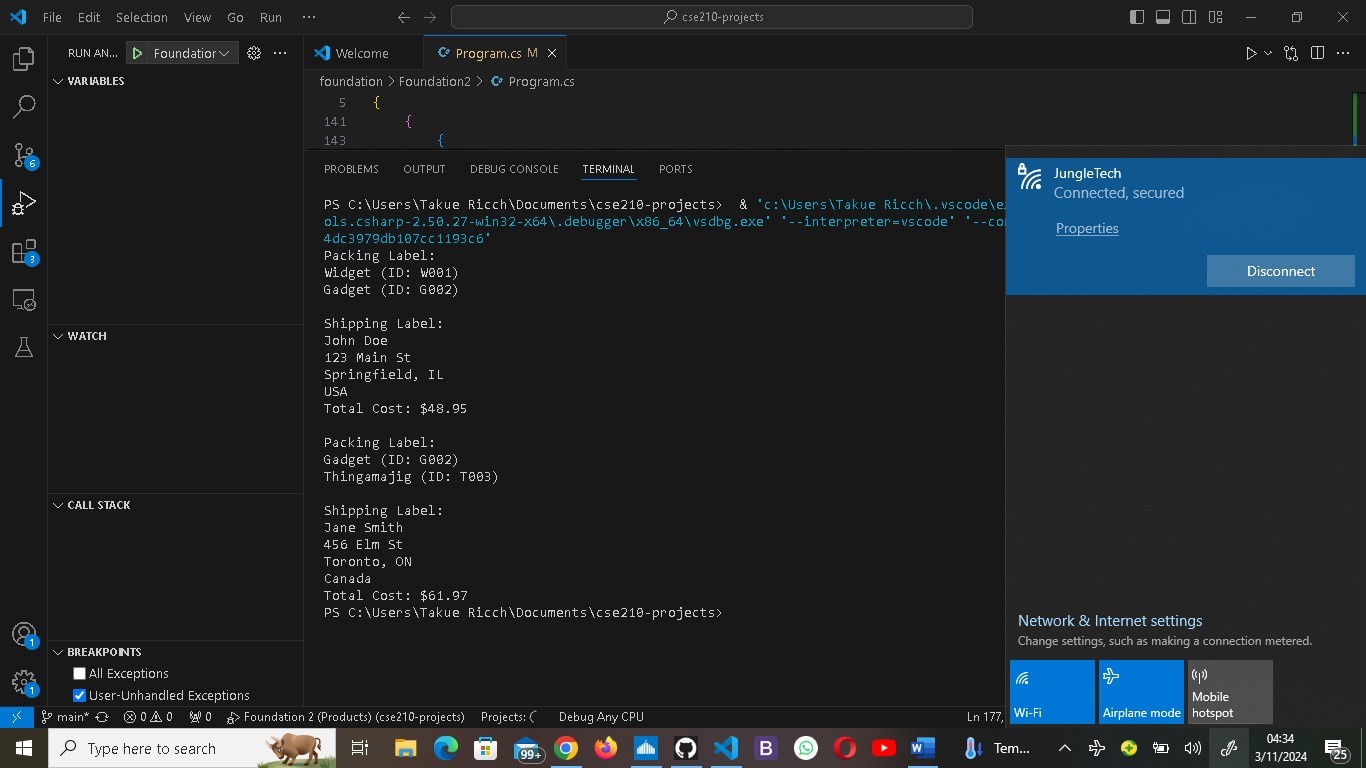 File Edit Selection View Go Run ···
cse210-projects
RUN AN... Foundation
VARIABLES
WATCH
CALL STACK
BREAKPOINTS
All Exceptions
User-Unhandled Exceptions
6
3
1
1
Welcome
Program.cs M
foundation > Foundation2 > Program.cs
5 {
141 {
143 {
PROBLEMS OUTPUT DEBUG CONSOLE TERMINAL PORTS
PS C:\Users\Takue Ricch\Documents\cse210-projects> & 'c:\Users\Takue Ricch\.vscode\e
ols.csharp-2.50.27-win32-x64\.debugger\x86_64\vsdbg.exe' '--interpreter=vscode' '--co
4dc3979db107cc1193c6'
Packing Label:
Widget (ID: W001)
Gadget (ID: G002)
Shipping Label:
John Doe
123 Main St
Springfield, IL
USA
Total Cost: $48.95
Packing Label:
Gadget (ID: G002)
Thingamajig (ID: T003)
Shipping Label:
Jane Smith
456 Elm St
Toronto, ON
Canada
Total Cost: $61.97
PS C:\Users\Takue Ricch\Documents\cse210-projects>
JungleTech
Connected, secured
Properties
Disconnect
Network & Internet settings
Change settings, such as making a connection metered.
Wi-Fi
Airplane mode
Mobile
hotspot
main* 0 0 0 Foundation 2 (Products) (cse210-projects) Projects: Debug Any CPU Ln 177,
Type here to search
99+
B
W
Tem...
04:34
3/11/2024
25